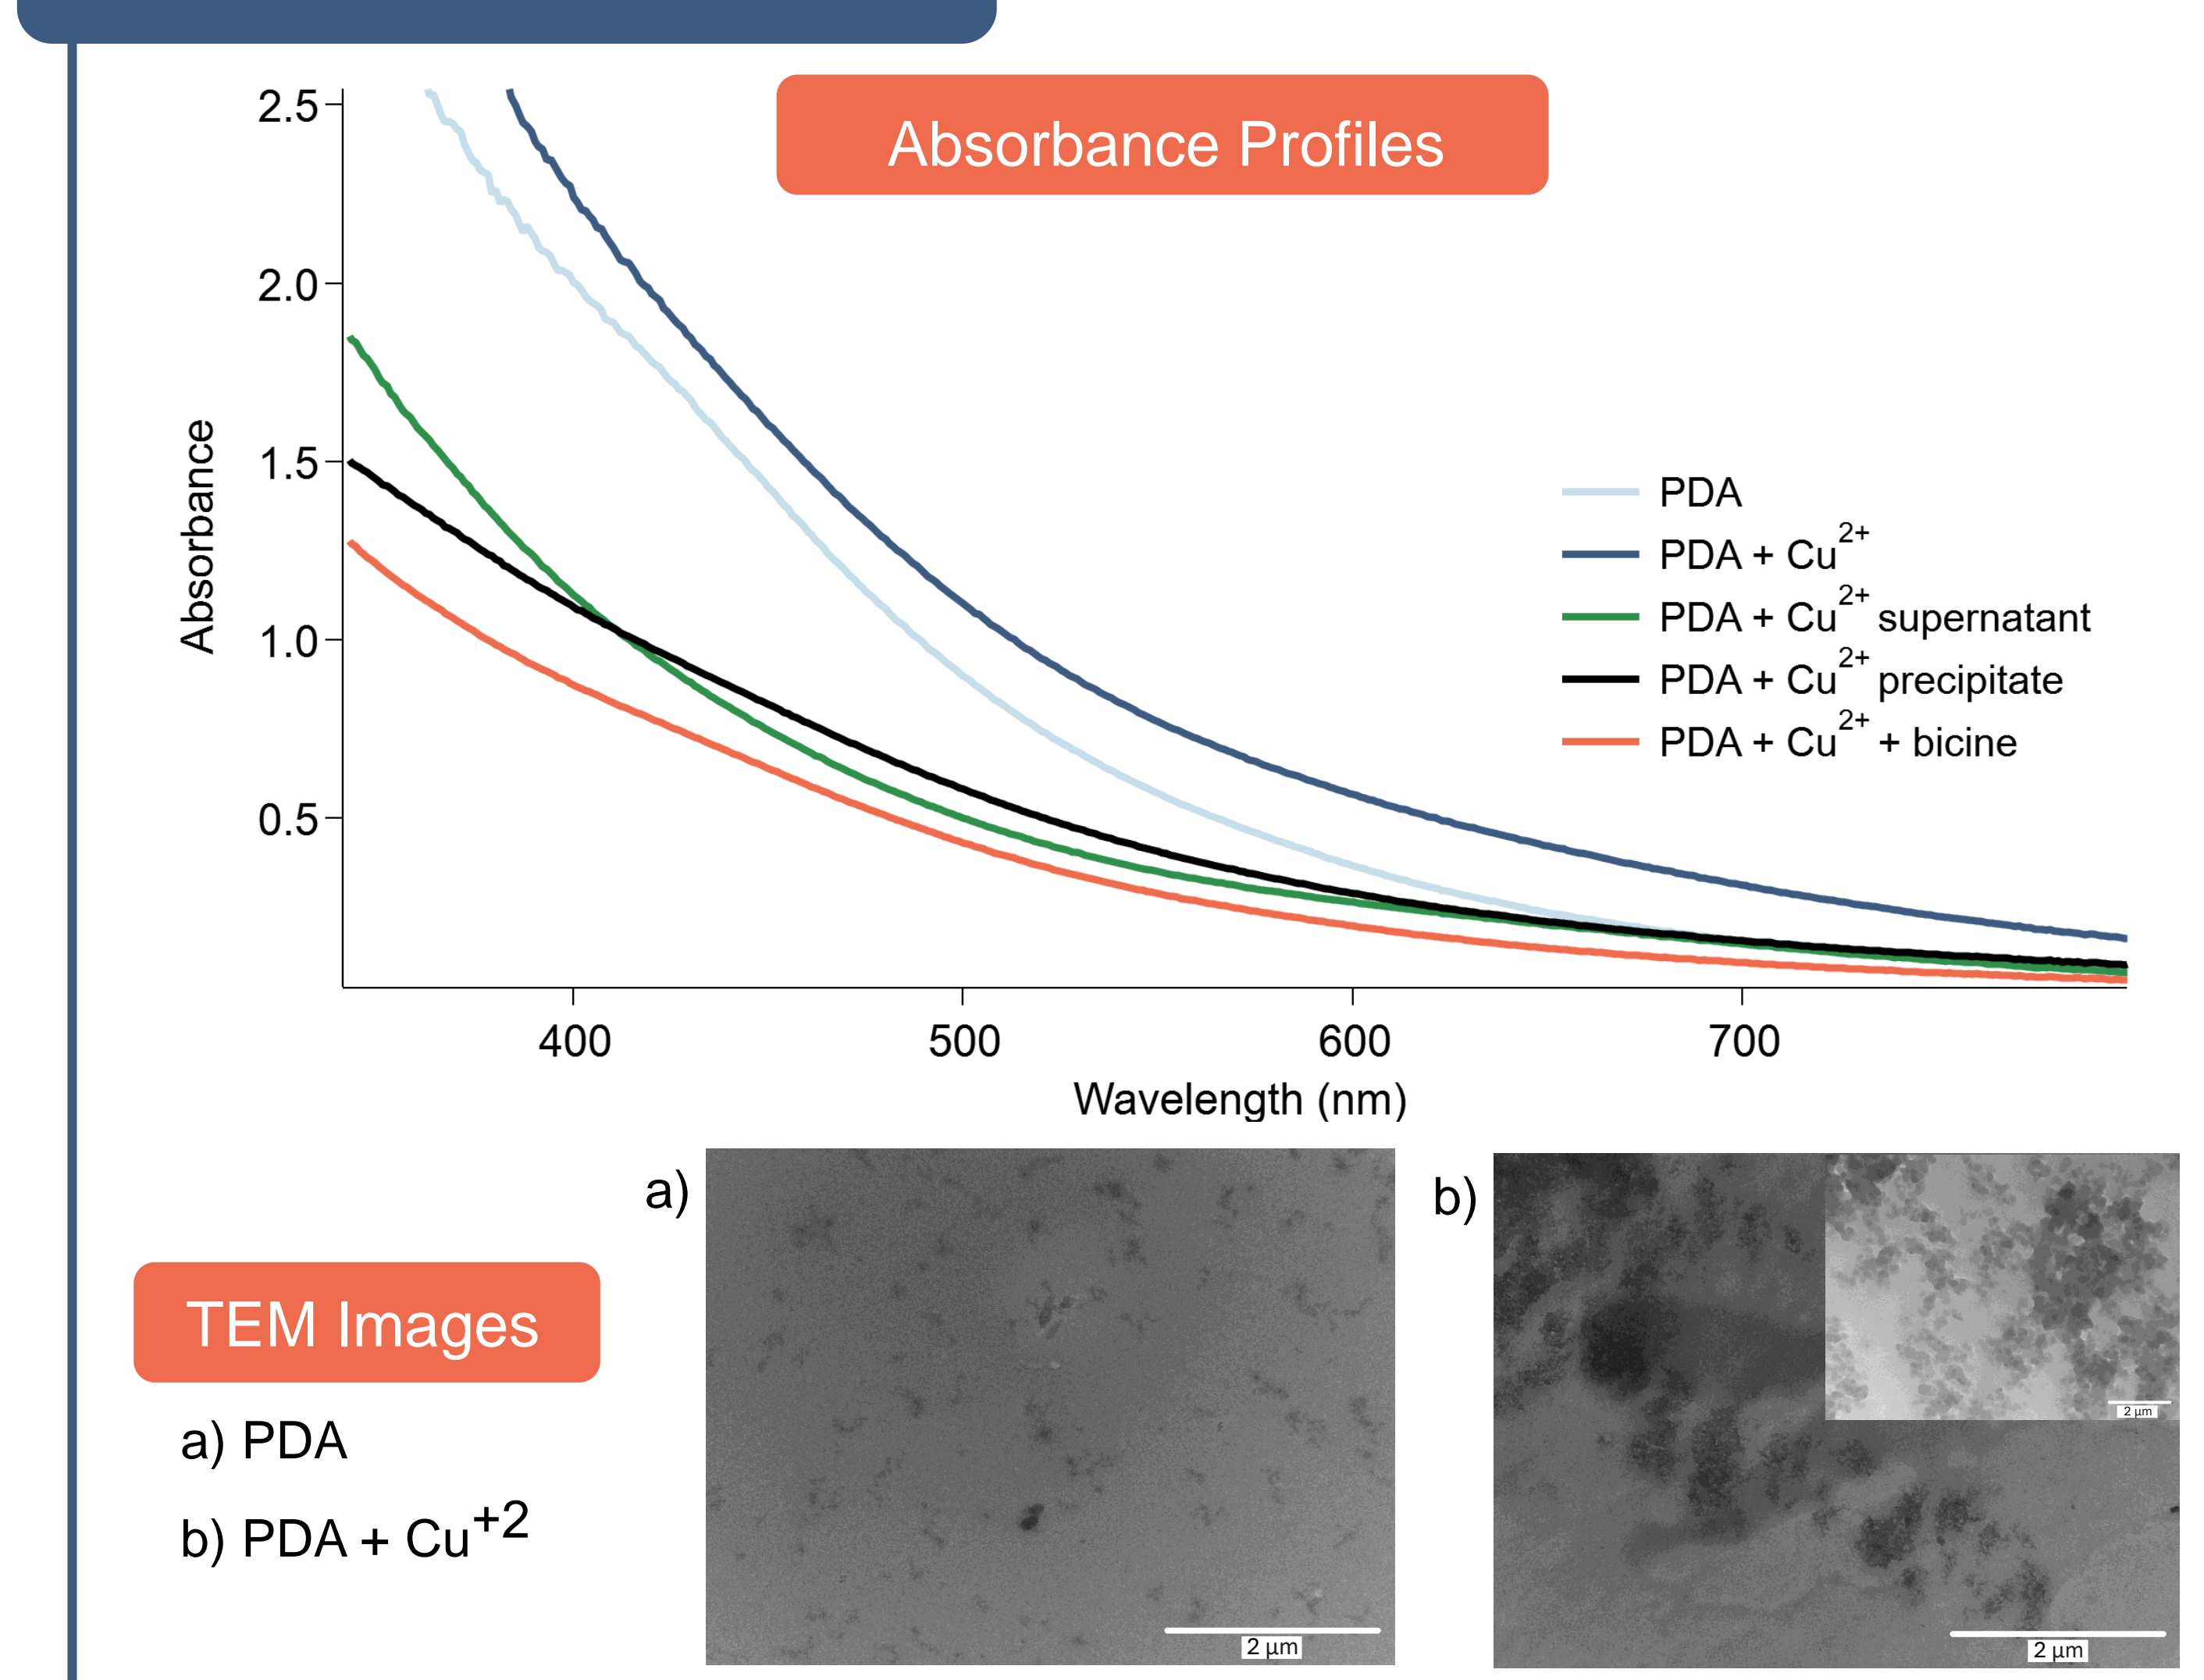 Absorbance Profiles
2.5
2.0
1.5
1.0
0.5
Absorbance
400
500
600
700
Wavelength (nm)
PDA
PDA + Cu²⁺
PDA + Cu²⁺ supernatant
PDA + Cu²⁺ precipitate
PDA + Cu²⁺ + bicine
TEM Images
a) PDA
b) PDA + Cu⁺²
a)
2 µm
b)
2 µm
2 µm